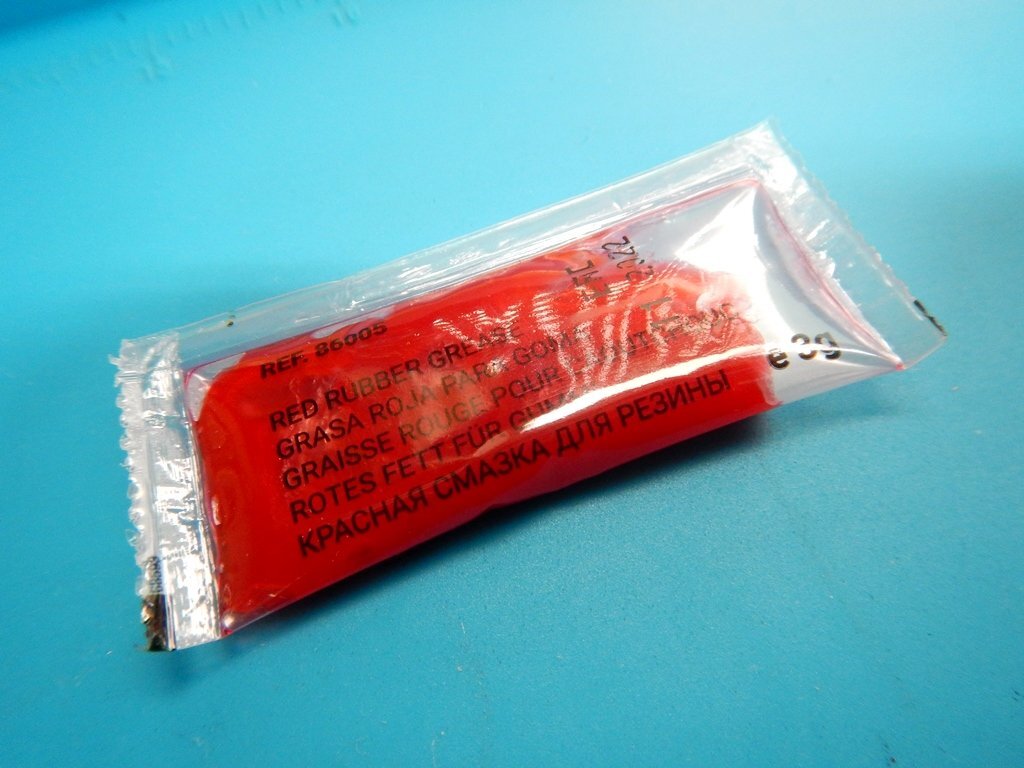 REF. 86005
RED RUBBER GREASE
GRASA ROJA PARA GOMA
GRAISSE ROUGE POUR
ROTES FETT FÜR
КРАСНАЯ СМАЗКА ДЛЯ РЕЗИНЫ
e 3g